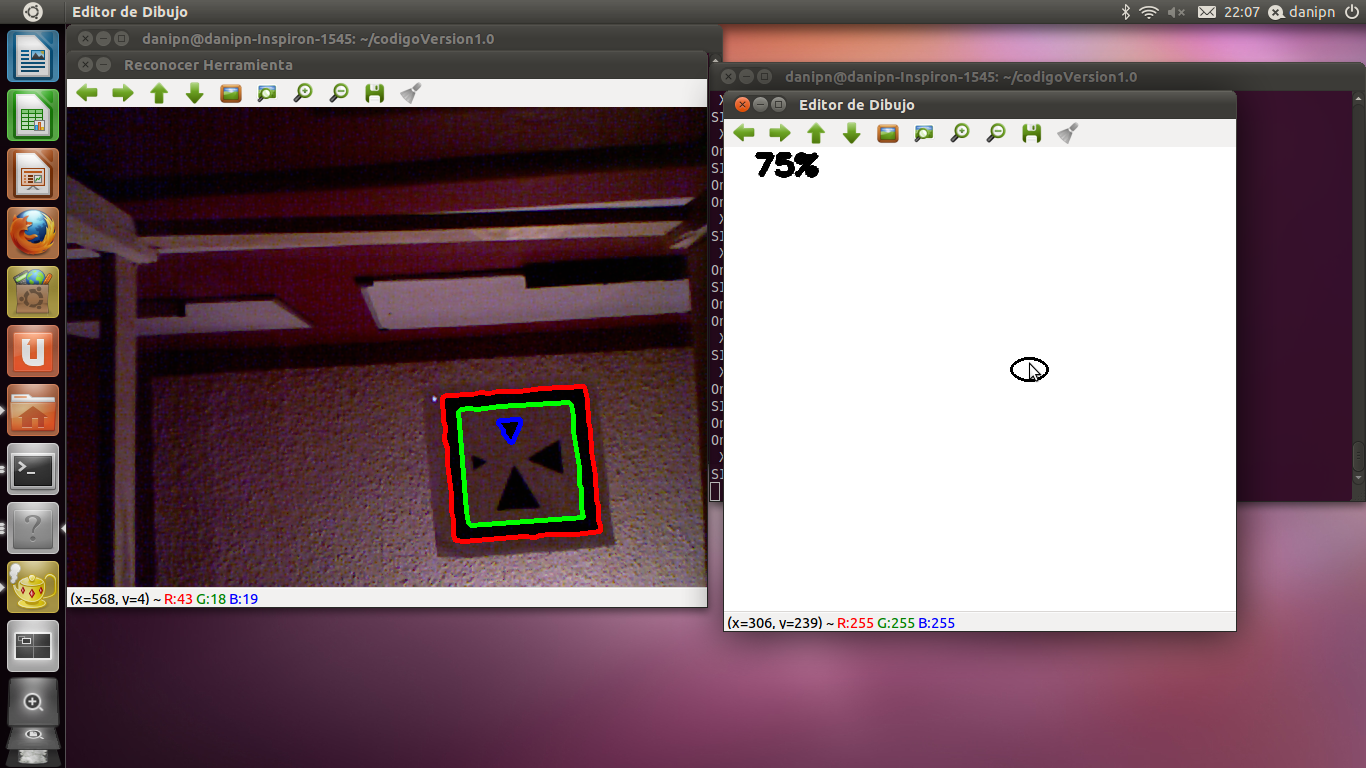 Editor de Dibujo
22:07
danipn
danipn@danipn-Inspiron-1545: ~/codigoVersion1.0
Reconocer Herramienta
danipn@danipn-Inspiron-1545: ~/codigoVersion1.0
Editor de Dibujo
75%
(x=568, y=4) ~ R:43 G:18 B:19
(x=306, y=239) ~ R:255 G:255 B:255